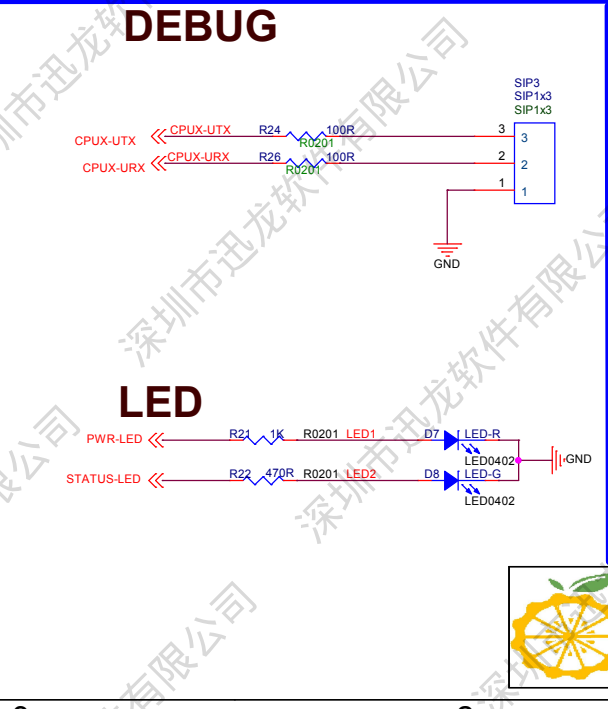 DEBUG
SIP3
SIP1x3
SIP1x3
CPUX-UTX CPUX-UTX R24 100R 3 3
R0201
CPUX-URX CPUX-URX R26 100R 2 2
R0201
1 1
GND
LED
PWR-LED R21 1K R0201 LED1 D7 LED-R
LED0402
GND
STATUS-LED R22 470R R0201 LED2 D8 LED-G
LED0402
深圳市迅龙软件有限公司